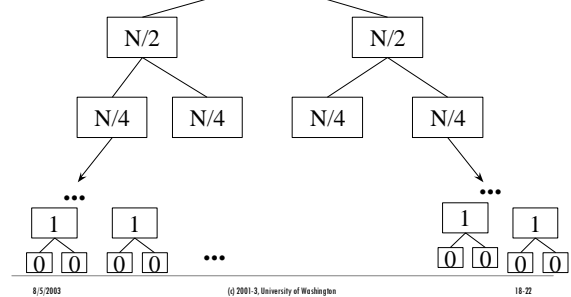 N/2 N/2
N/4 N/4 N/4 N/4
... ...
1 1 1 1
0 0 0 0 ... 0 0 0 0
8/5/2003 (c) 2001-3, University of Washington 18-22